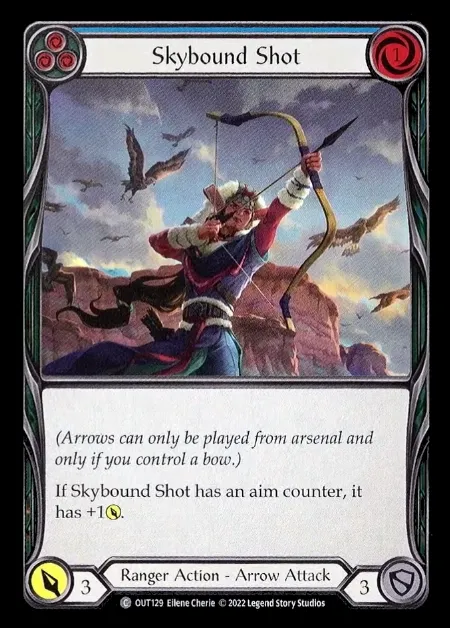 1
Skybound Shot
(Arrows can only be played from arsenal and
only if you control a bow.)
If Skybound Shot has an aim counter, it
has +1.
3
Ranger Action - Arrow Attack
3
C OUT129 Eilene Cherie © 2022 Legend Story Studios